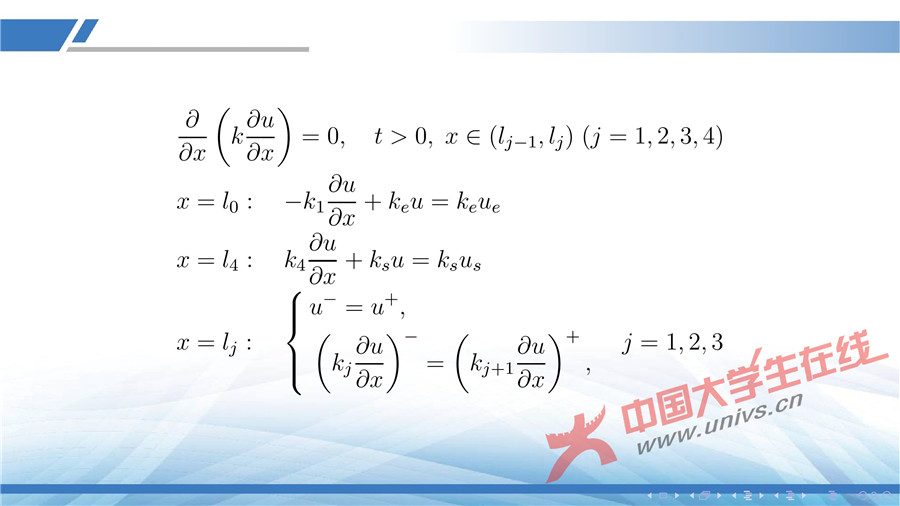 ∂/∂x (k ∂u/∂x) = 0, t > 0, x ∈ (l_{j−1}, l_j) (j = 1, 2, 3, 4)
x = l_0 : −k_1 ∂u/∂x + k_e u = k_e u_e
x = l_4 : k_4 ∂u/∂x + k_s u = k_s u_s
x = l_j : { u^− = u^+,
(k_j ∂u/∂x)^− = (k_{j+1} ∂u/∂x)^+, j = 1, 2, 3
中国大学生在线
www.univs.cn